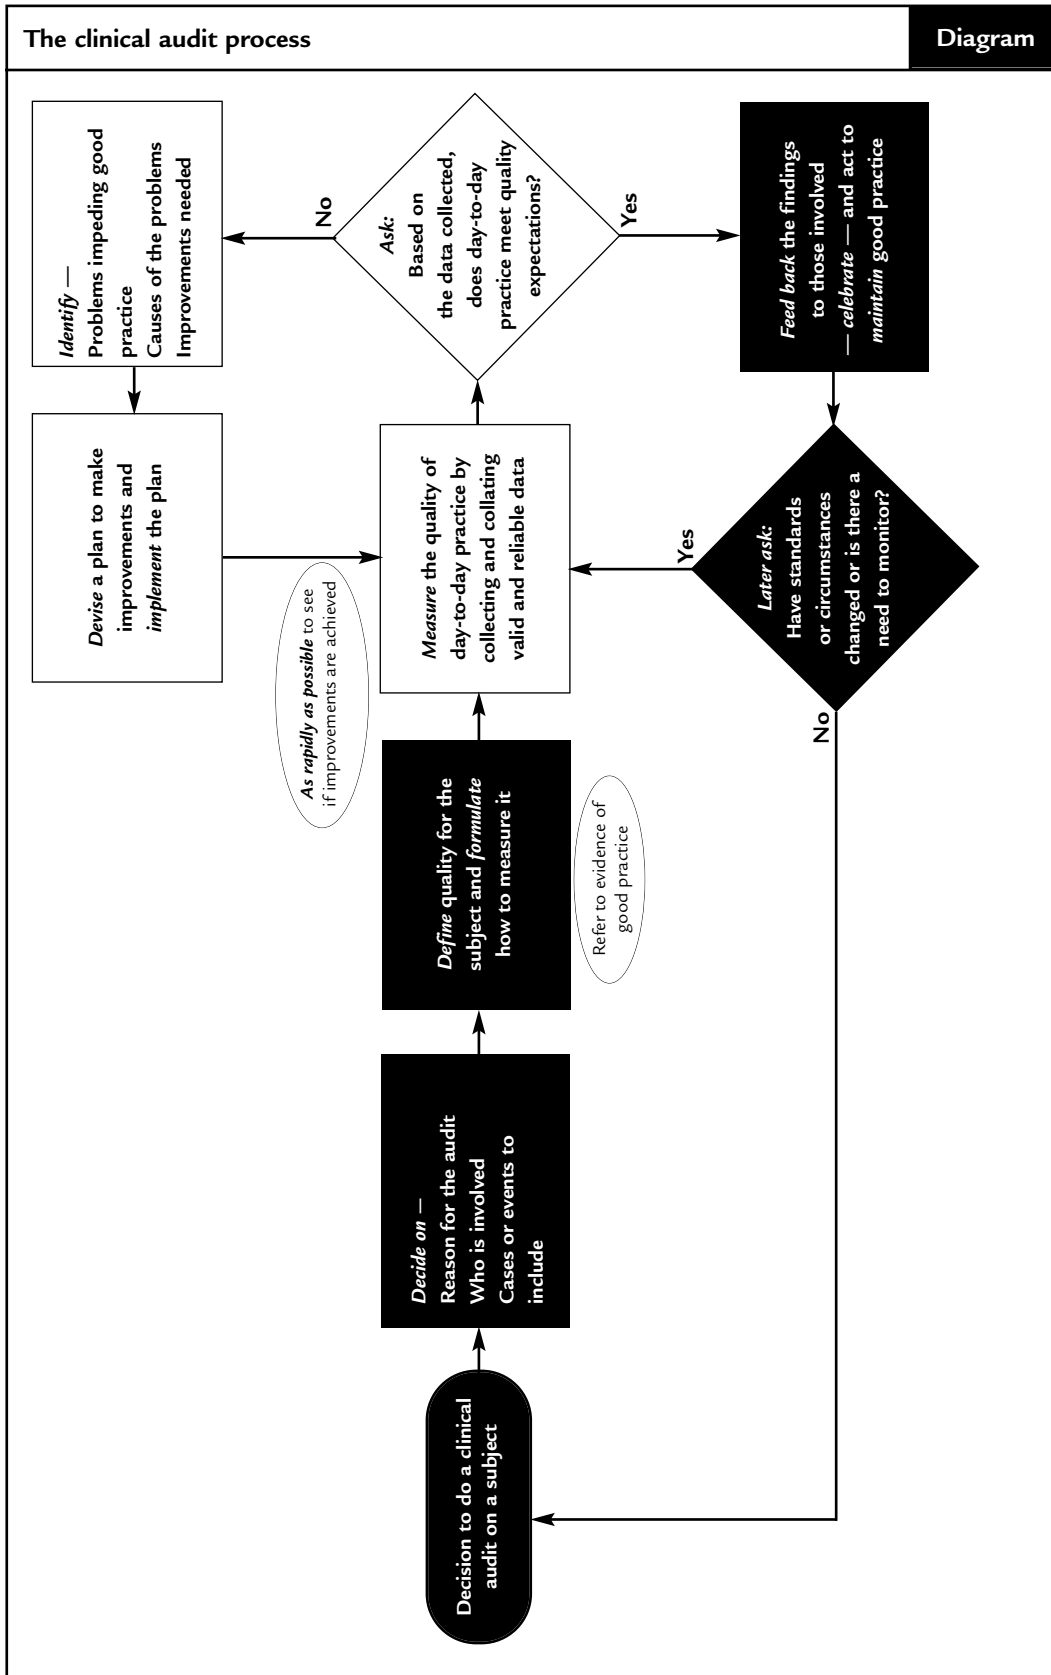 The clinical audit process
Diagram
Decision to do a clinical
audit on a subject
Decide on —
Reason for the audit
Who is involved
Cases or events to
include
Define quality for the
subject and formulate
how to measure it
Refer to evidence of
good practice
Measure the quality of
day-to-day practice by
collecting and collating
valid and reliable data
Ask:
Based on
the data collected,
does day-to-day
practice meet quality
expectations?
No
Identify —
Problems impeding good
practice
Causes of the problems
Improvements needed
Devise a plan to make
improvements and
implement the plan
As rapidly as possible to see
if improvements are achieved
Yes
Feed back the findings
to those involved
— celebrate — and act to
maintain good practice
Later ask:
Have standards
or circumstances
changed or is there a
need to monitor?
Yes
No